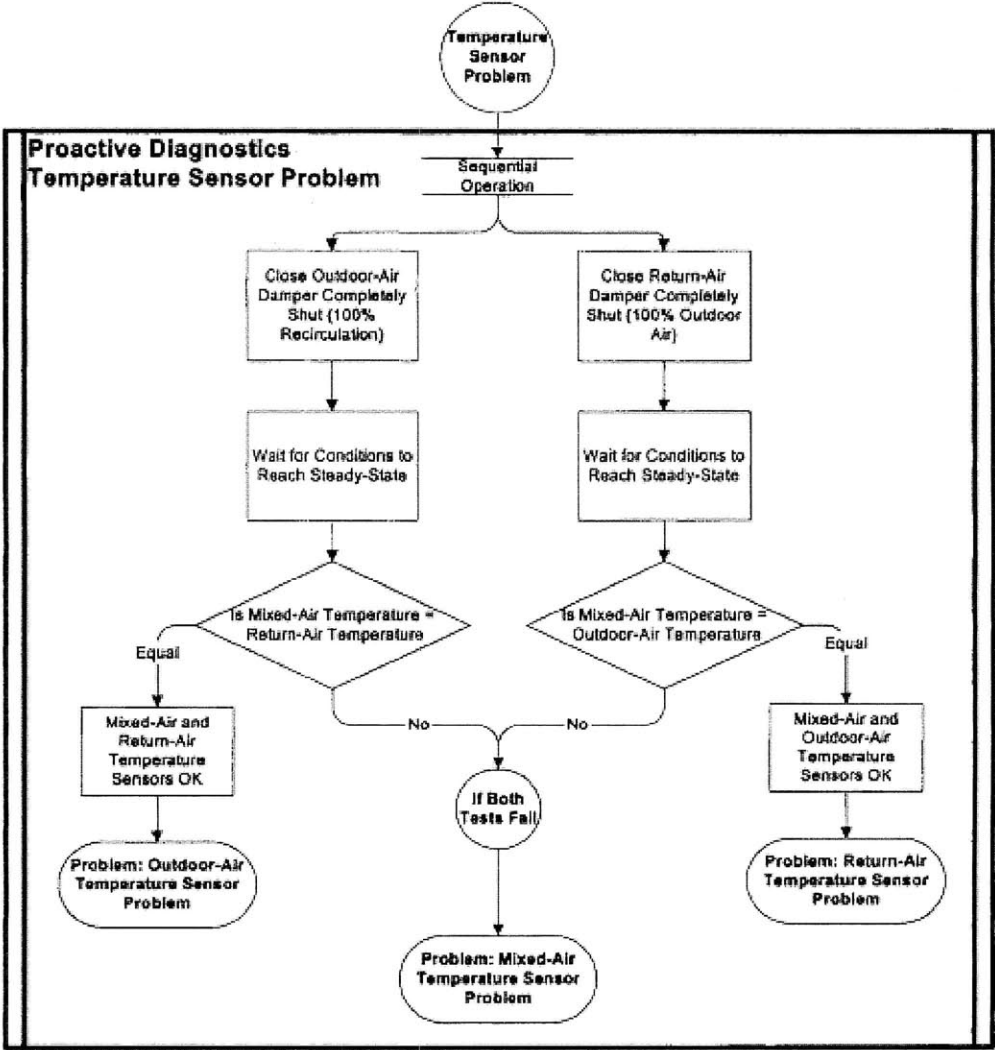 Temperature
Sensor
Problem
Proactive Diagnostics
Temperature Sensor Problem
Sequential
Operation
Close Outdoor-Air
Damper Completely
Shut (100%
Recirculation)
Close Return-Air
Damper Completely
Shut (100% Outdoor
Air)
Wait for Conditions to
Reach Steady-State
Wait for Conditions to
Reach Steady-State
Is Mixed-Air Temperature =
Return-Air Temperature
Is Mixed-Air Temperature =
Outdoor-Air Temperature
Equal
Equal
No
No
Mixed-Air and
Return-Air
Temperature
Sensors OK
Mixed-Air and
Outdoor-Air
Temperature
Sensors OK
If Both
Tests Fail
Problem: Outdoor-Air
Temperature Sensor
Problem
Problem: Return-Air
Temperature Sensor
Problem
Problem: Mixed-Air
Temperature Sensor
Problem